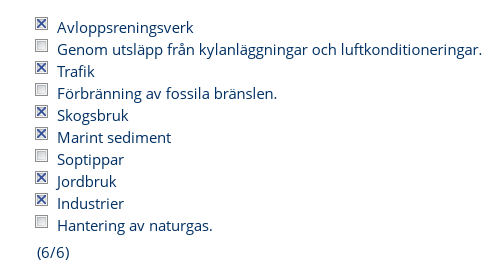 Avloppsreningsverk
Genom utsläpp från kylanläggningar och luftkonditioneringar.
Trafik
Förbränning av fossila bränslen.
Skogsbruk
Marint sediment
Soptippar
Jordbruk
Industrier
Hantering av naturgas.
(6/6)